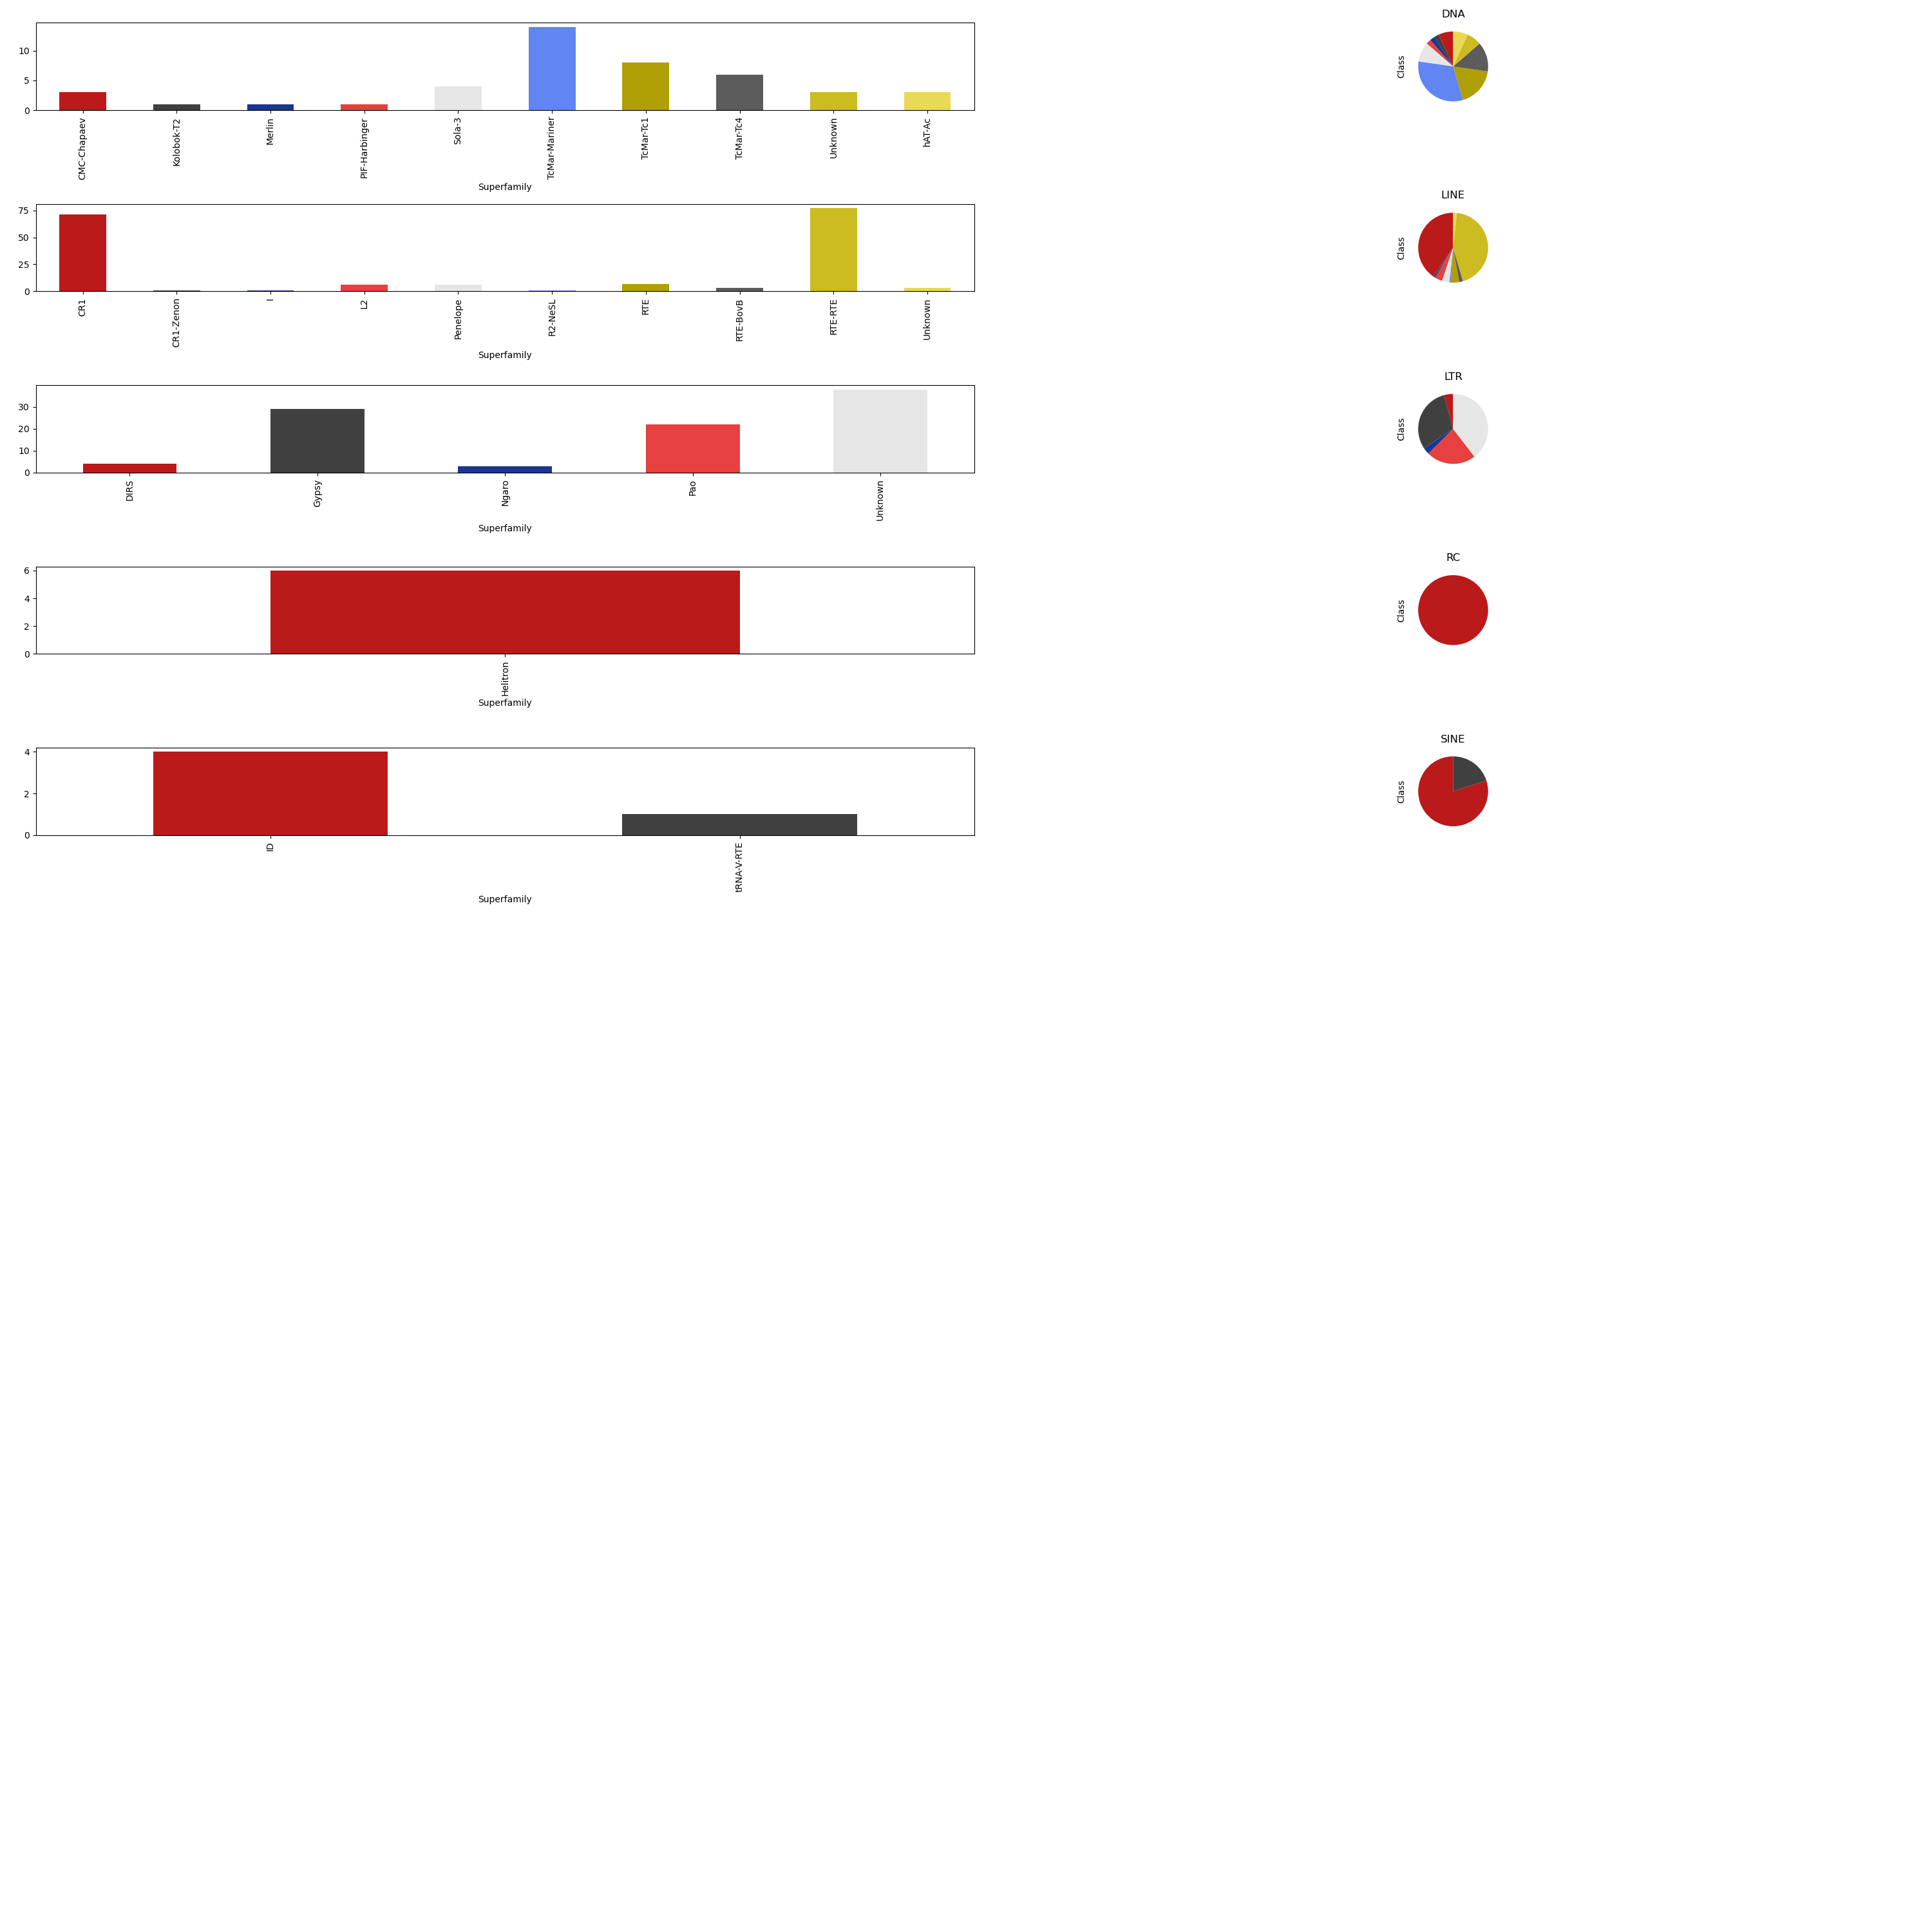 DNA
10
5
0
Class
CMC-Chapaev
Kolobok-T2
Merlin
PIF-Harbinger
Sola-3
TcMar-Mariner
TcMar-Tc1
TcMar-Tc4
Unknown
hAT-Ac
Superfamily
LINE
75
50
25
0
Class
CR1
CR1-Zenon
I
L2
Penelope
R2-NeSL
RTE
RTE-BovB
RTE-RTE
Unknown
Superfamily
LTR
30
20
10
0
Class
DIRS
Gypsy
Ngaro
Pao
Unknown
Superfamily
RC
6
4
2
0
Class
Helitron
Superfamily
SINE
4
2
0
Class
ID
tRNA-V-RTE
Superfamily